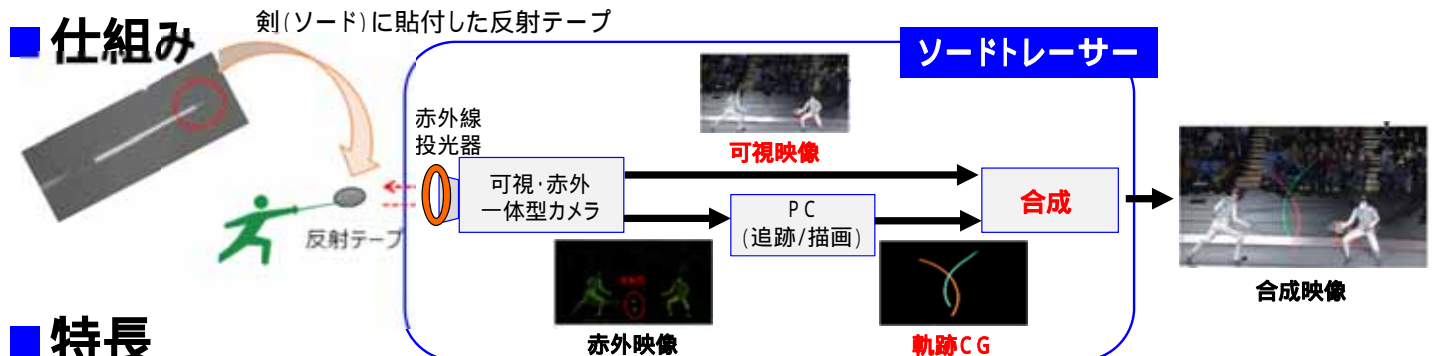 ■ 仕組み
剣(ソード)に貼付した反射テープ
ソードトレーサー
赤外線
投光器
可視映像
可視・赤外
一体型カメラ
PC
(追跡/描画)
合成
反射テープ
赤外映像
軌跡CG
合成映像
■ 特長